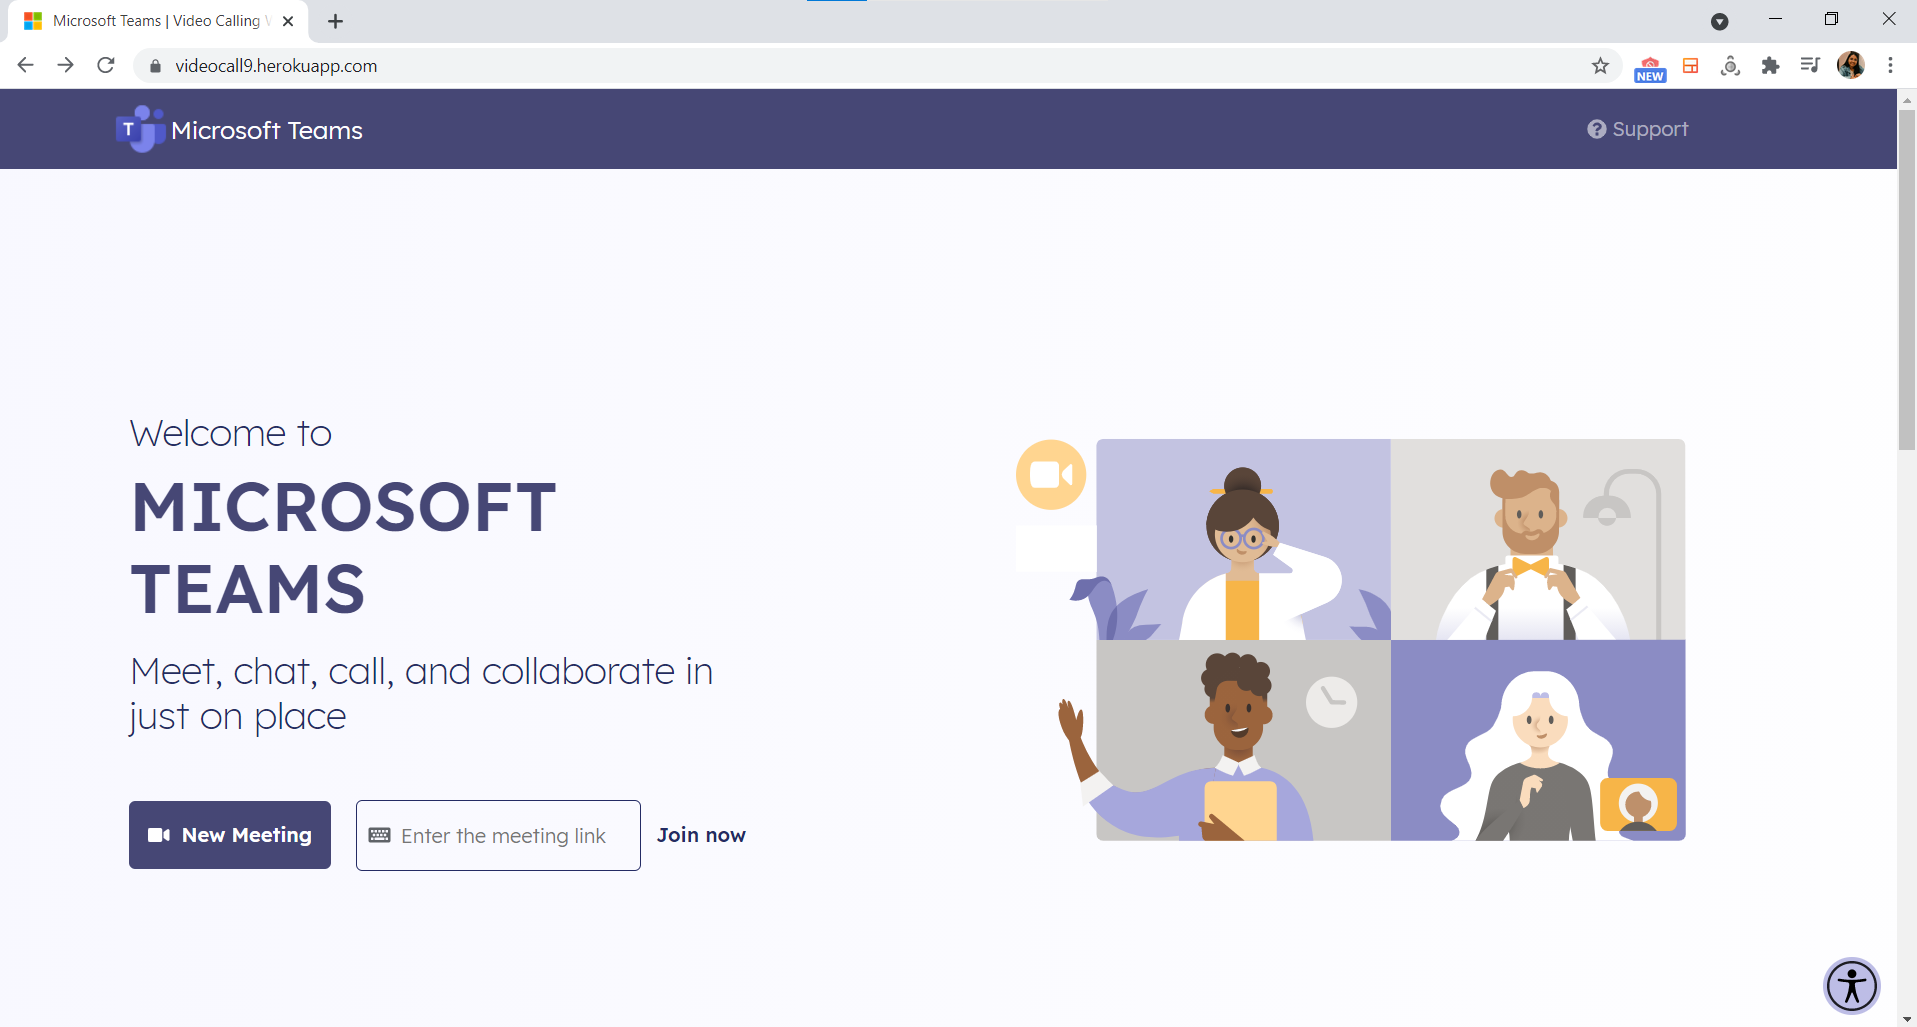 Microsoft Teams | Video Calling
videocall9.herokuapp.com
NEW
T Microsoft Teams
? Support
Welcome to
MICROSOFT
TEAMS
Meet, chat, call, and collaborate in
just on place
New Meeting
Enter the meeting link
Join now